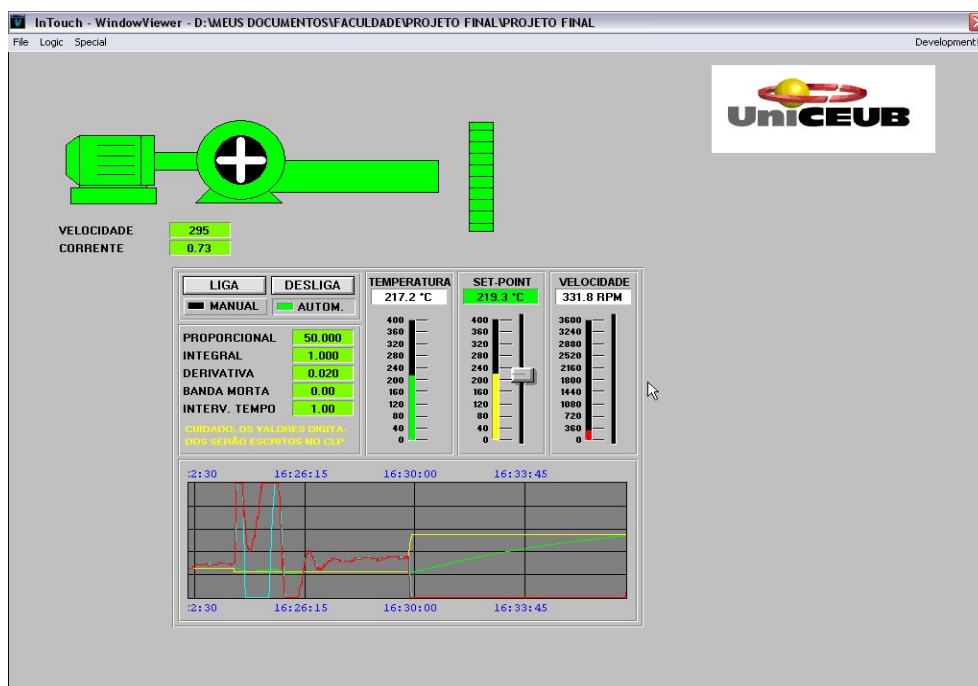 InTouch - WindowViewer - D:\MEUS DOCUMENTOS\FACULDADE\PROJETO FINAL\PROJETO FINAL
File Logic Special Development!
UniCEUB
VELOCIDADE 295
CORRENTE 0.73
LIGA DESLIGA
MANUAL AUTOM.
PROPORCIONAL 50.000
INTEGRAL 1.000
DERIVATIVA 0.020
BANDA MORTA 0.00
INTERV. TEMPO 1.00
CUIDADO: OS VALORES DIGITA-
DOS SERÃO ESCRITOS NO CLP
TEMPERATURA
217.2 °C
400
360
320
280
240
200
160
120
80
40
0
SET-POINT
219.3 °C
400
360
320
280
240
200
160
120
80
40
0
VELOCIDADE
331.8 RPM
3600
3240
2880
2520
2160
1800
1440
1080
720
360
0
:2:30 16:26:15 16:30:00 16:33:45
:2:30 16:26:15 16:30:00 16:33:45